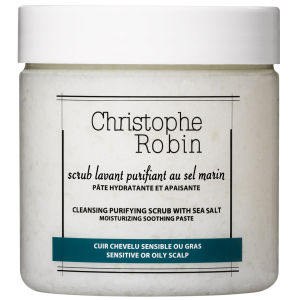 Christophe
Robin
scrub lavant purifiant au sel marin
PÂTE HYDRATANTE ET APAISANTE
CLEANSING PURIFYING SCRUB WITH SEA SALT
MOISTURIZING SOOTHING PASTE
CUIR CHEVELU SENSIBLE OU GRAS
SENSITIVE OR OILY SCALP